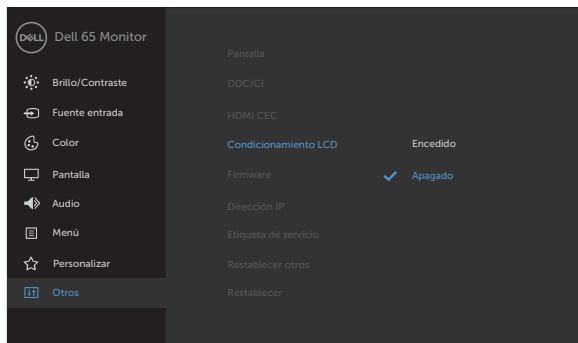 DELL
Dell 65 Monitor
Brillo/Contraste
Fuente entrada
Color
Pantalla
Audio
Menú
Personalizar
Otros
Pantalla
DDC/CI
HDMI CEC
Condicionamiento LCD
Firmware
Dirección IP
Etiqueta de servicio
Restablecer otros
Restablecer
Encedido
Apagado